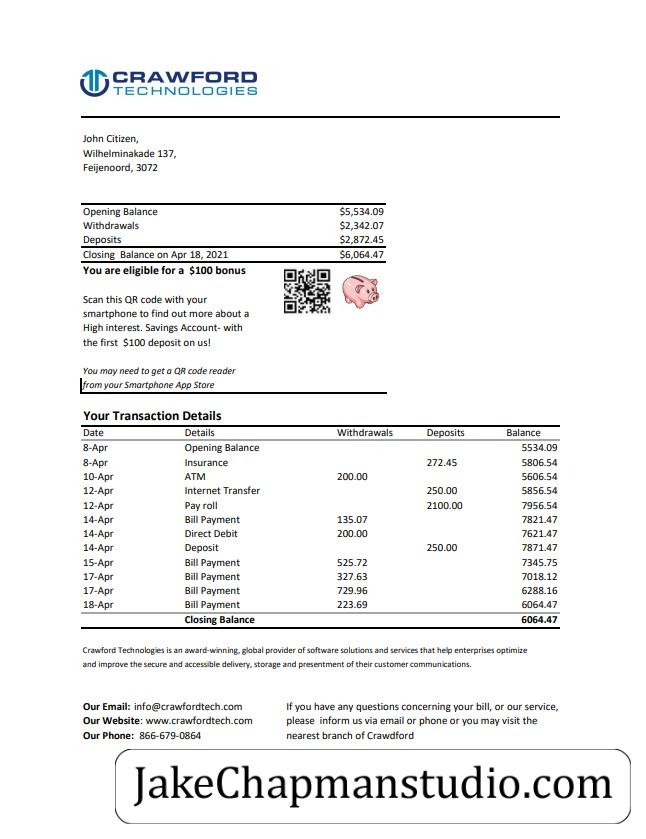 CRAWFORD
TECHNOLOGIES
John Citizen,
Wilhelminakade 137,
Feijenoord, 3072
Opening Balance $5,534.09
Withdrawals $2,342.07
Deposits $2,872.45
Closing Balance on Apr 18, 2021 $6,064.47
You are eligible for a $100 bonus
Scan this QR code with your
smartphone to find out more about a
High interest. Savings Account- with
the first $100 deposit on us!
You may need to get a QR code reader
from your Smartphone App Store
Your Transaction Details
Date Details Withdrawals Deposits Balance
8-Apr Opening Balance 5534.09
8-Apr Insurance 272.45 5806.54
10-Apr ATM 200.00 5606.54
12-Apr Internet Transfer 250.00 5856.54
12-Apr Pay roll 2100.00 7956.54
14-Apr Bill Payment 135.07 7821.47
14-Apr Direct Debit 200.00 7621.47
14-Apr Deposit 250.00 7871.47
15-Apr Bill Payment 525.72 7345.75
17-Apr Bill Payment 327.63 7018.12
17-Apr Bill Payment 729.96 6288.16
18-Apr Bill Payment 223.69 6064.47
Closing Balance 6064.47
Crawford Technologies is an award-winning, global provider of software solutions and services that help enterprises optimize
and improve the secure and accessible delivery, storage and presentment of their customer communications.
Our Email: info@crawfordtech.com
Our Website: www.crawfordtech.com
Our Phone: 866-679-0864
If you have any questions concerning your bill, or our service,
please inform us via email or phone or you may visit the
nearest branch of Crawdford
JakeChapmanstudio.com